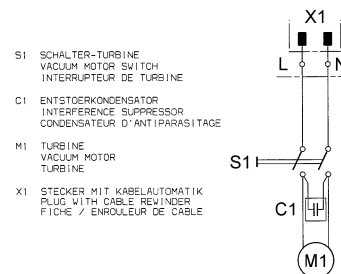 X1
L N
S1 SCHALTER-TURBINE
VACUUM MOTOR SWITCH
INTERRUPTEUR DE TURBINE
C1 ENTSTOERKONDENSATOR
INTERFERENCE SUPPRESSOR
CONDENSATEUR D'ANTIPARASITAGE
M1 TURBINE
VACUUM MOTOR
TURBINE
X1 STECKER MIT KABELAUTOMATIK
PLUG WITH CABLE REWINDER
FICHE / ENROULEUR DE CABLE
S1
C1
M1